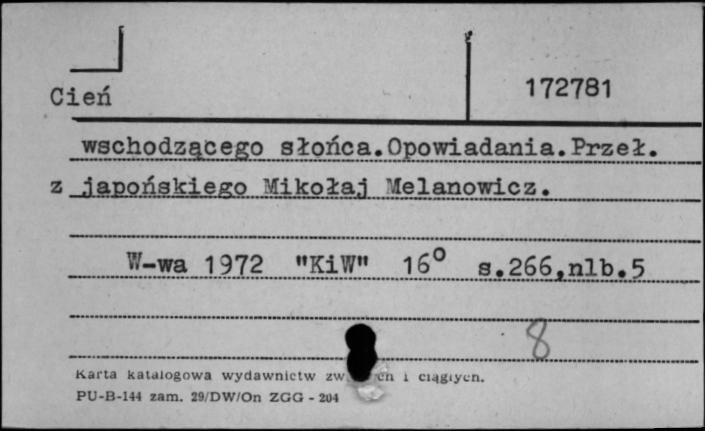 172781
Cień
wschodzącego słońca.Opowiadania.Przeł.
z japońskiego Mikołaj Melanowicz.
W-wa 1972 "KiW" 16° s.266,nlb.5
8
Karta katalogowa wydawnictw i ciągłych.
PU-B-144 zam. 29/DW/On ZGG - 204